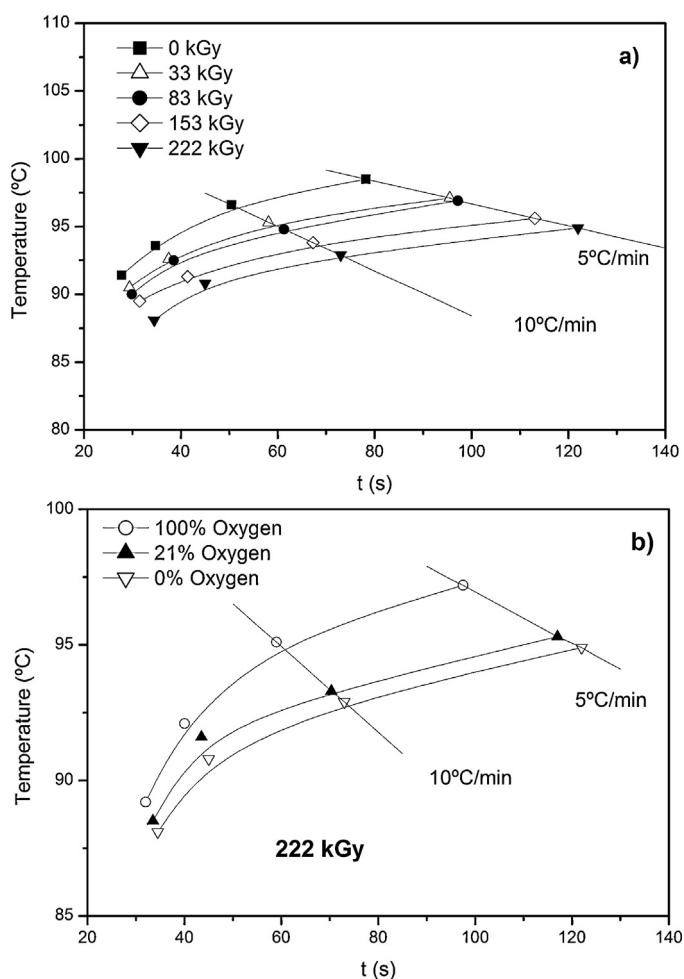 110
105
100
95
90
85
80
Temperature (ºC)
0 kGy
33 kGy
83 kGy
153 kGy
222 kGy
a)
5ºC/min
10ºC/min
20 40 60 80 100 120 140
t (s)
100
95
90
85
Temperature (ºC)
100% Oxygen
21% Oxygen
0% Oxygen
b)
5ºC/min
10ºC/min
222 kGy
20 40 60 80 100 120 140
t (s)